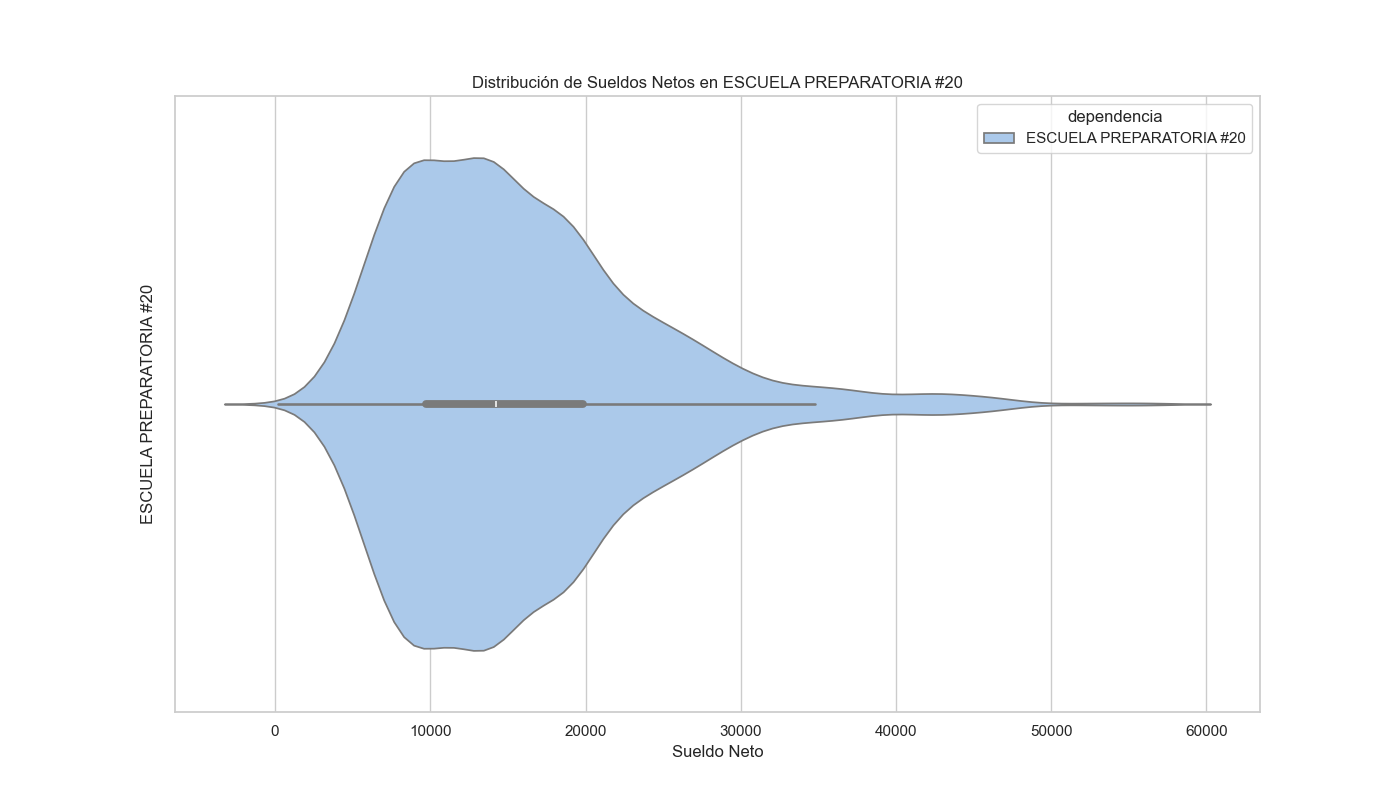 Distribución de Sueldos Netos en ESCUELA PREPARATORIA #20
dependencia
ESCUELA PREPARATORIA #20
ESCUELA PREPARATORIA #20
0
10000
20000
30000
40000
50000
60000
Sueldo Neto